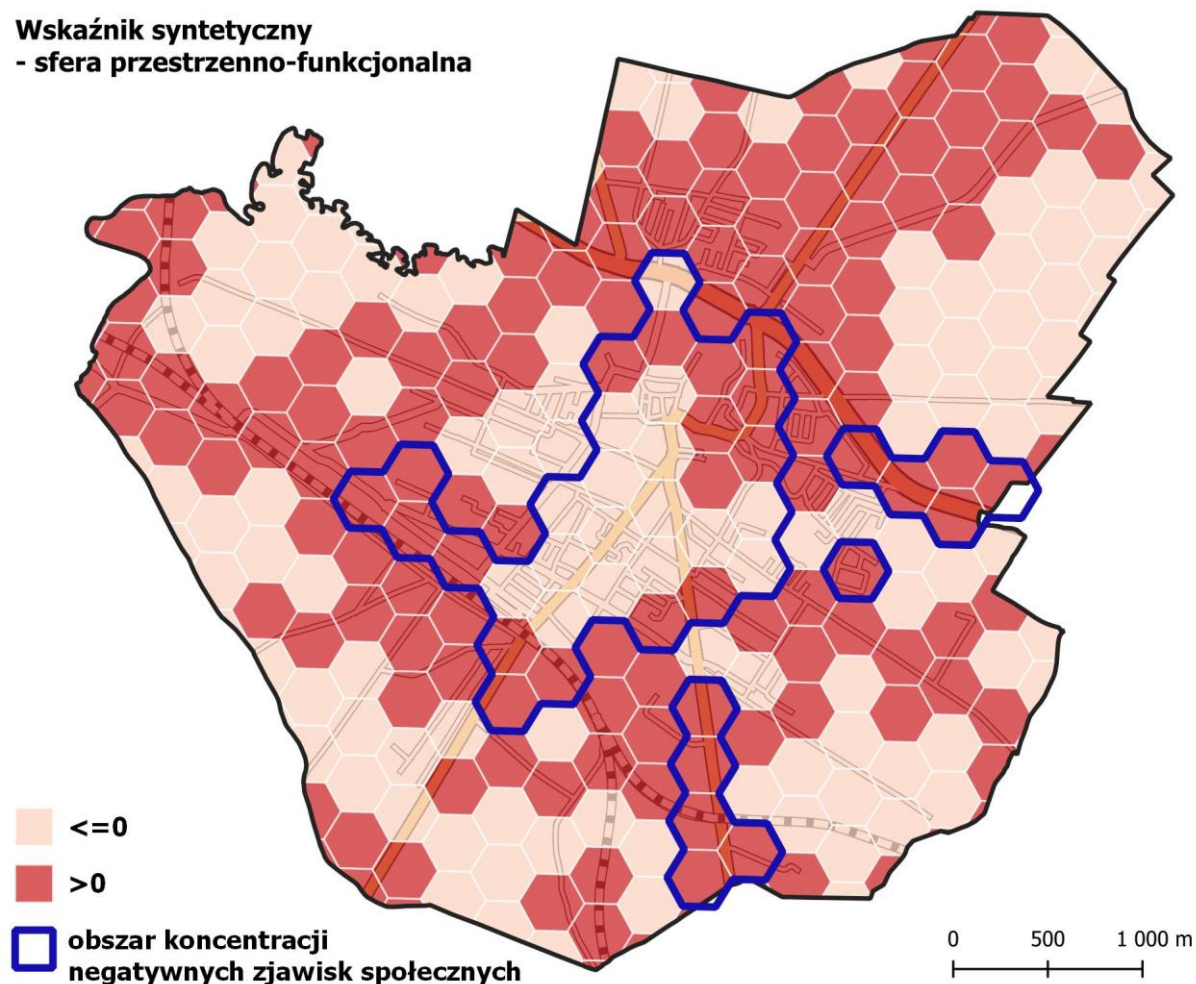 Wskaźnik syntetyczny
- sfera przestrzenno-funkcjonalna
<=0
>0
obszar koncentracji
negatywnych zjawisk społecznych
0 500 1 000 m